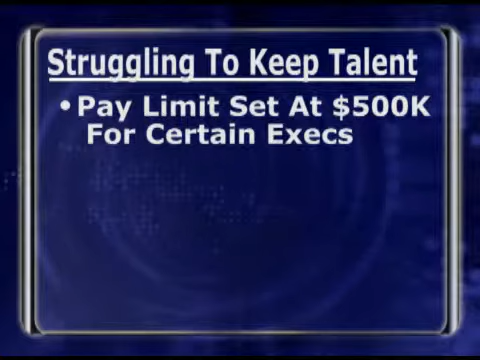 Struggling To Keep Talent
•Pay Limit Set At $500K
For Certain Execs